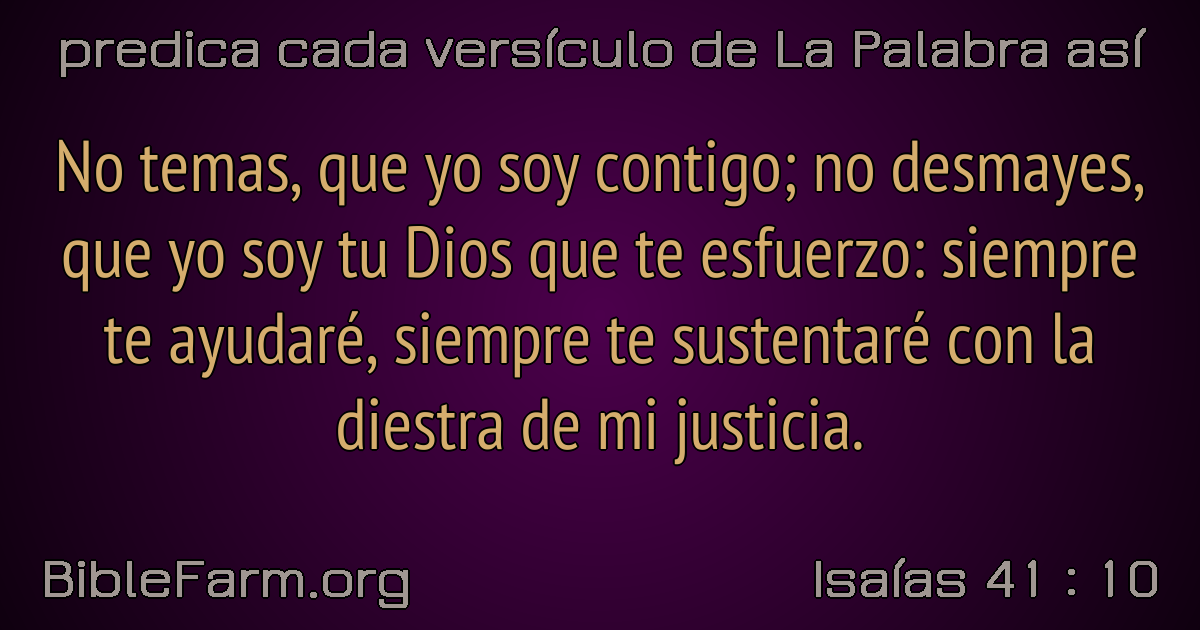 predica cada versículo de La Palabra así
No temas, que yo soy contigo; no desmayes,
que yo soy tu Dios que te esfuerzo: siempre
te ayudaré, siempre te sustentaré con la
diestra de mi justicia.
BibleFarm.org
Isaías 41 : 10